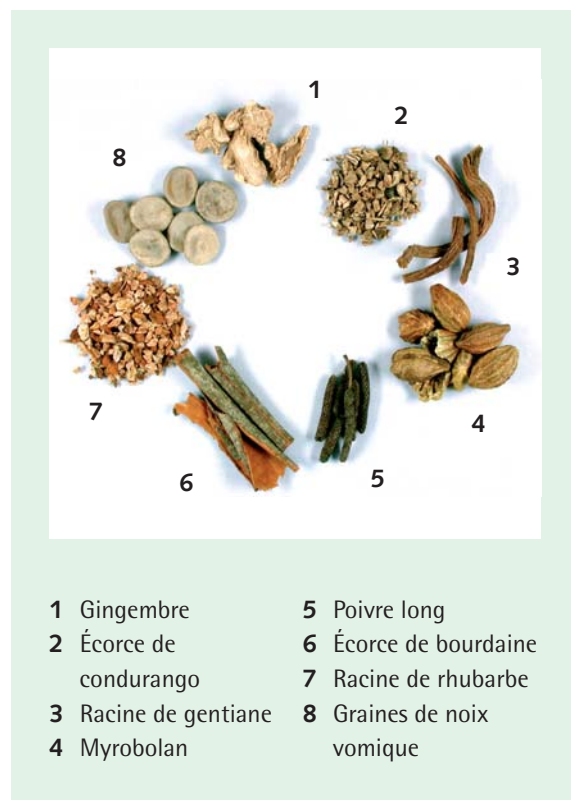 1
2
3
4
5
6
7
8
1 Gingembre
2 Écorce de
condurango
3 Racine de gentiane
4 Myrobolan
5 Poivre long
6 Écorce de bourdaine
7 Racine de rhubarbe
8 Graines de noix
vomique